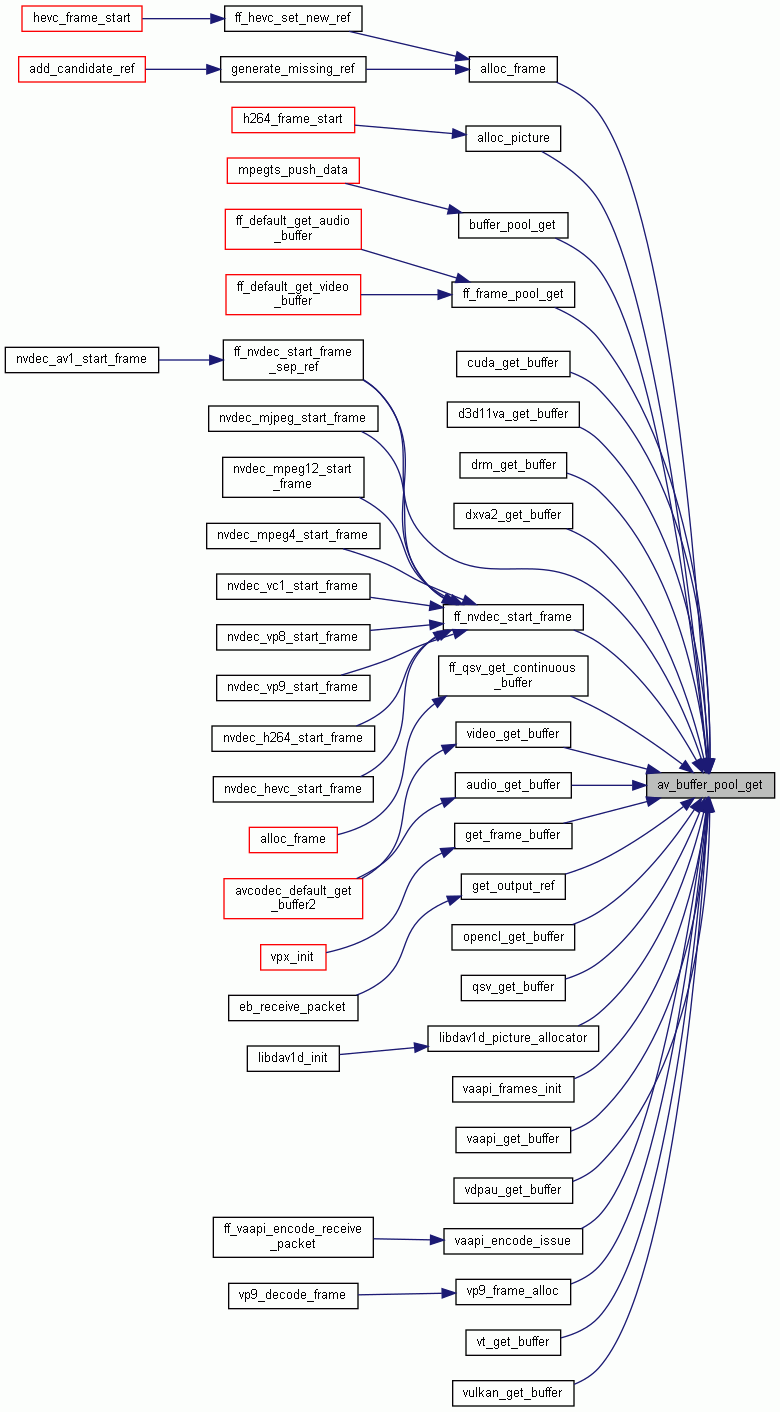 hevc_frame_start
ff_hevc_set_new_ref
add_candidate_ref
generate_missing_ref
alloc_frame
h264_frame_start
alloc_picture
mpegts_push_data
buffer_pool_get
ff_default_get_audio
_buffer
ff_default_get_video
_buffer
ff_frame_pool_get
nvdec_av1_start_frame
ff_nvdec_start_frame
_sep_ref
cuda_get_buffer
nvdec_mjpeg_start_frame
d3d11va_get_buffer
nvdec_mpeg12_start
_frame
drm_get_buffer
nvdec_mpeg4_start_frame
dxva2_get_buffer
nvdec_vc1_start_frame
nvdec_vp8_start_frame
ff_nvdec_start_frame
nvdec_vp9_start_frame
ff_qsv_get_continuous
_buffer
nvdec_h264_start_frame
video_get_buffer
nvdec_hevc_start_frame
audio_get_buffer
av_buffer_pool_get
alloc_frame
get_frame_buffer
avcodec_default_get
_buffer2
get_output_ref
vpx_init
opencl_get_buffer
eb_receive_packet
qsv_get_buffer
libdav1d_init
libdav1d_picture_allocator
vaapi_frames_init
vaapi_get_buffer
vdpau_get_buffer
ff_vaapi_encode_receive
_packet
vaapi_encode_issue
vp9_decode_frame
vp9_frame_alloc
vt_get_buffer
vulkan_get_buffer